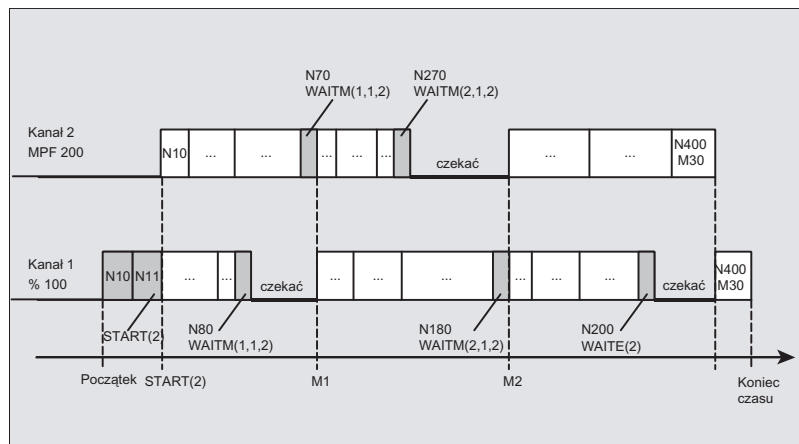 N70
WAITM(1,1,2)
N270
WAITM(2,1,2)
Kanał 2
MPF 200
N10
...
...
...
...
...
czekać
...
...
N400
M30
Kanał 1
% 100
N10
N11
...
...
czekać
...
...
...
...
...
...
czekać
N400
M30
START(2)
N80
WAITM(1,1,2)
N180
WAITM(2,1,2)
N200
WAITE(2)
Początek
START(2)
M1
M2
Koniec
czasu